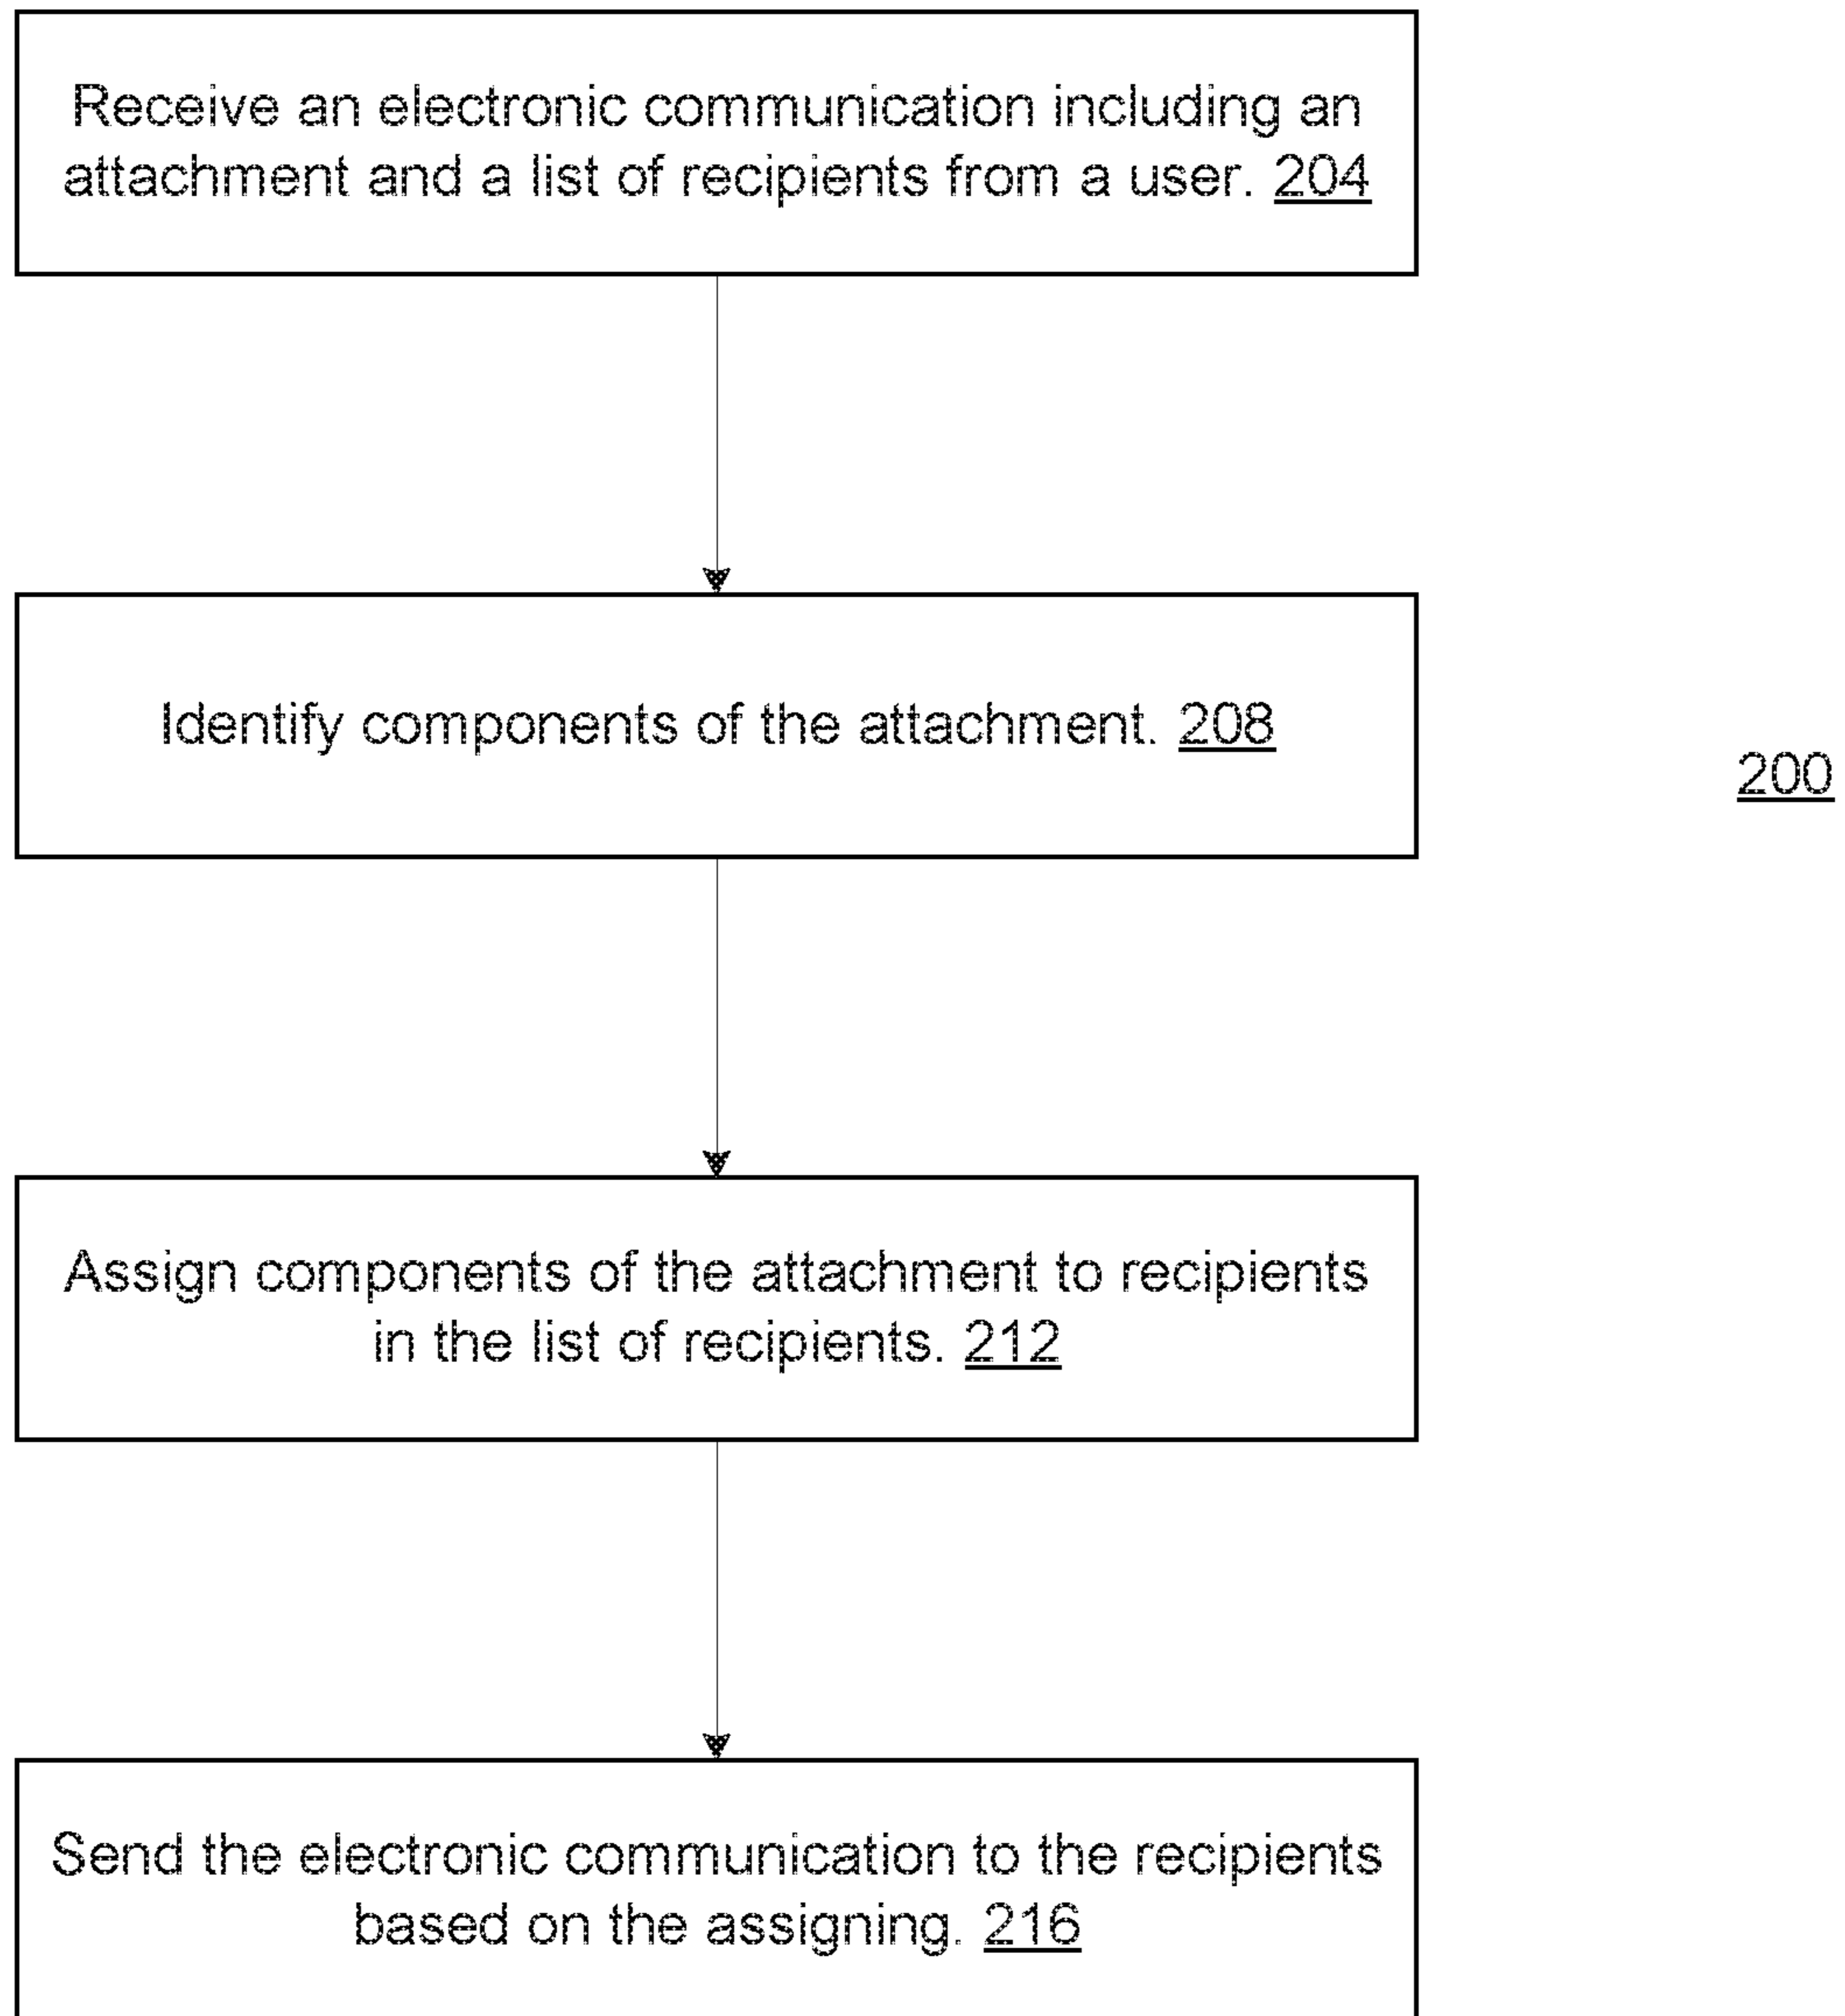 Receive an electronic communication including an
attachment and a list of recipients from a user. 204
Identify components of the attachment. 208
200
Assign components of the attachment to recipients
in the list of recipients. 212
Send the electronic communication to the recipients
based on the assigning. 216